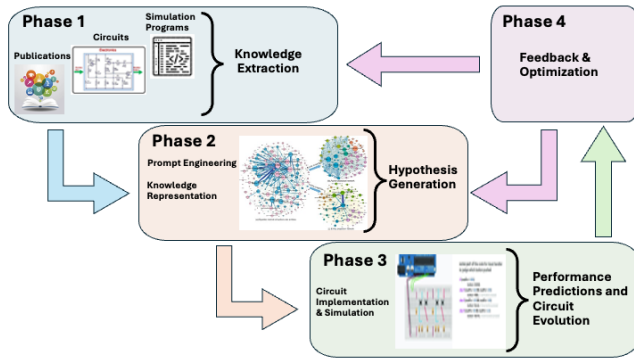 Phase 1
Simulation
Programs
Circuits
Publications
Knowledge
Extraction
Phase 4
Feedback &
Optimization
Phase 2
Prompt Engineering
Knowledge
Representation
Hypothesis
Generation
Phase 3
Circuit
Implementation
& Simulation
Performance
Predictions and
Circuit
Evolution